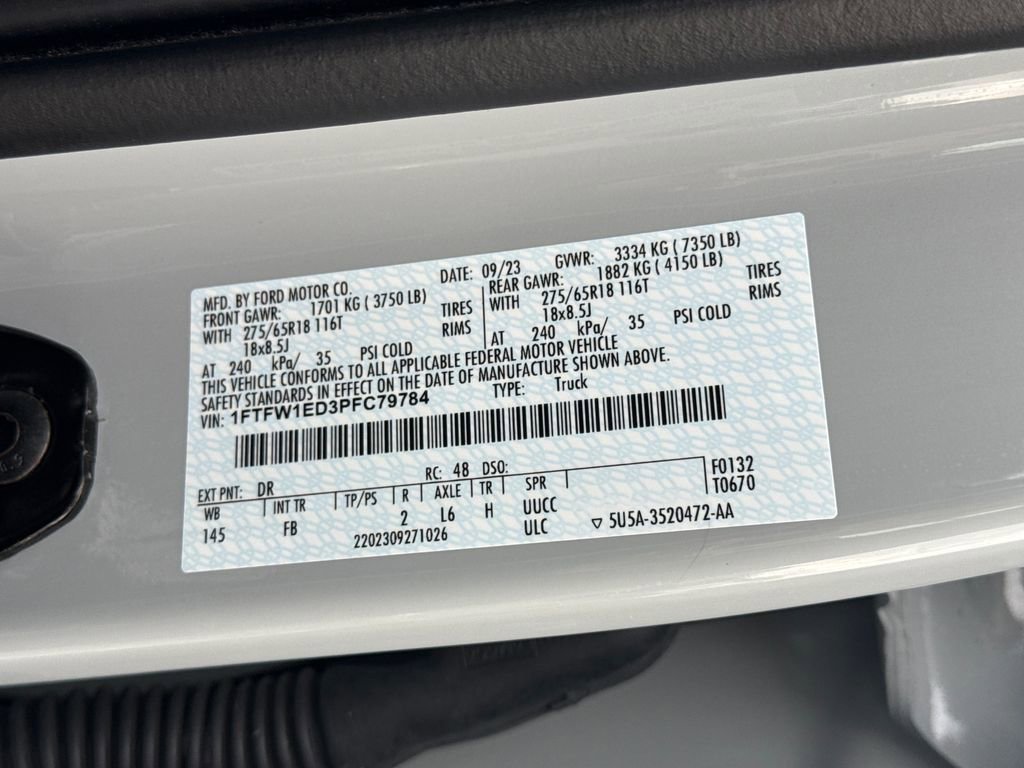 MFD. BY FORD MOTOR CO.
DATE: 09/23 GVWR: 3334 KG ( 7350 LB)
FRONT GAWR: 1701 KG ( 3750 LB)
WITH 275/65R18 116T TIRES
18x8.5J RIMS
AT 240 kPa/ 35 PSI COLD
REAR GAWR: 1882 KG ( 4150 LB)
WITH 275/65R18 116T TIRES
18x8.5J RIMS
AT 240 kPa/ 35 PSI COLD
THIS VEHICLE CONFORMS TO ALL APPLICABLE FEDERAL MOTOR VEHICLE
SAFETY STANDARDS IN EFFECT ON THE DATE OF MANUFACTURE SHOWN ABOVE.
VIN: 1FTFW1ED3PFC79784 TYPE: Truck
EXT PNT: DR RC: 48 DSO: F0132
WB INT TR TP/PS R AXLE TR SPR T0670
145 FB 2 L6 H UUCC
2202309271026 ULC ▽ 5U5A-3520472-AA